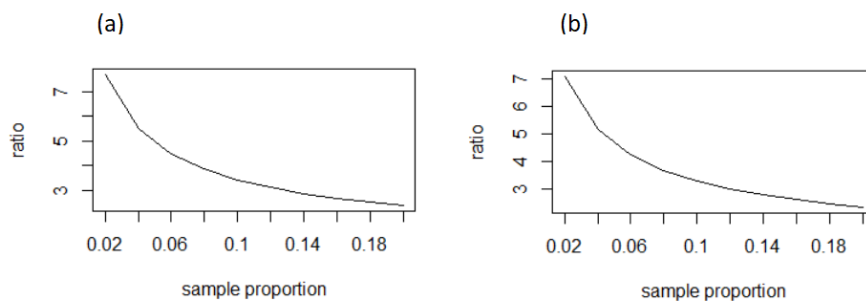 (a)
ratio
7
5
3
0.02 0.06 0.1 0.14 0.18
sample proportion
(b)
ratio
7
6
5
4
3
0.02 0.06 0.1 0.14 0.18
sample proportion